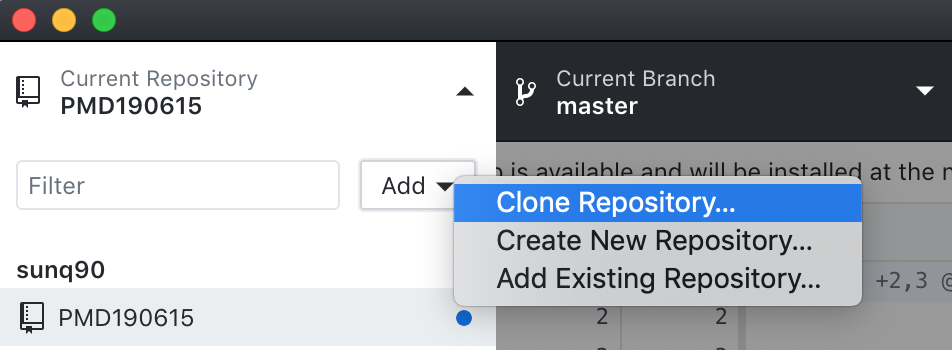 Current Repository
PMD190615
Current Branch
master
Filter
Add
is available and will be installed at the n
Clone Repository...
Create New Repository...
Add Existing Repository...
sunq90
+2,3 @
PMD190615
2 2